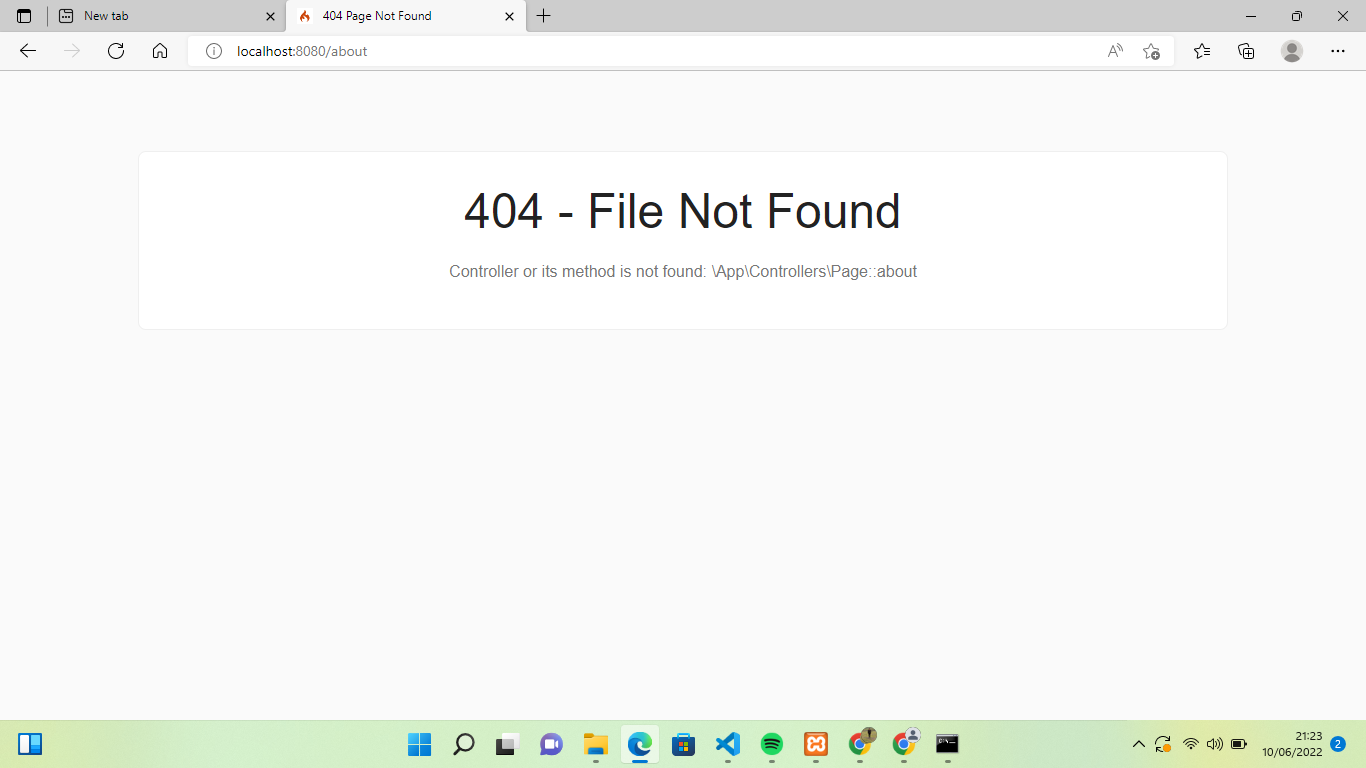 New tab
404 Page Not Found
localhost:8080/about
404 - File Not Found
Controller or its method is not found: \App\Controllers\Page::about
21:23
10/06/2022
2